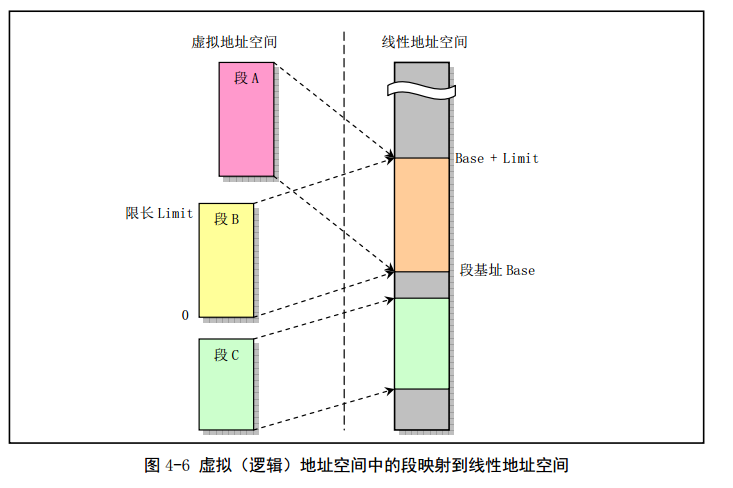 虚拟地址空间
线性地址空间
段 A
Base + Limit
限长 Limit
段 B
段基址 Base
0
段 C
图 4-6 虚拟（逻辑）地址空间中的段映射到线性地址空间